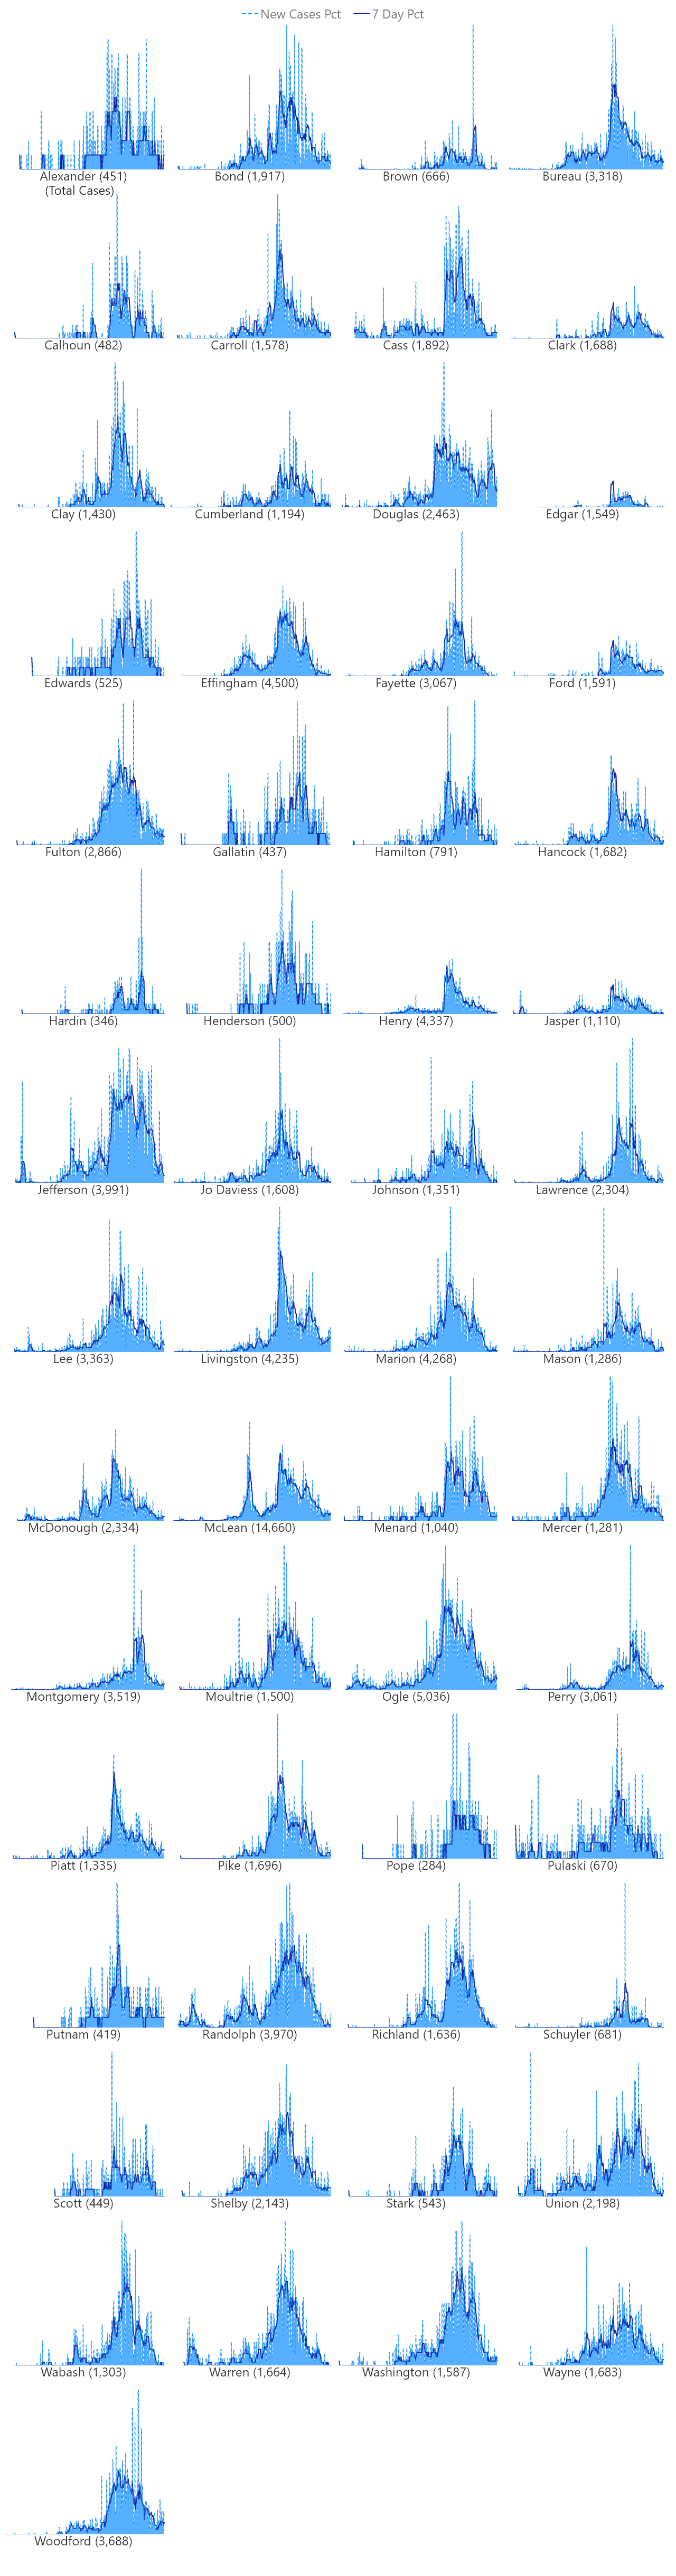 New Cases Pct 7 Day Pct
Alexander (451) Bond (1,917) Brown (666) Bureau (3,318)
(Total Cases)
Calhoun (482) Carroll (1,578) Cass (1,892) Clark (1,688)
Clay (1,430) Cumberland (1,194) Douglas (2,463) Edgar (1,549)
Edwards (525) Effingham (4,500) Fayette (3,067) Ford (1,591)
Fulton (2,866) Gallatin (437) Hamilton (791) Hancock (1,682)
Hardin (346) Henderson (500) Henry (4,337) Jasper (1,110)
Jefferson (3,991) Jo Daviess (1,608) Johnson (1,351) Lawrence (2,304)
Lee (3,363) Livingston (4,235) Marion (4,268) Mason (1,286)
McDonough (2,334) McLean (14,660) Menard (1,040) Mercer (1,281)
Montgomery (3,519) Moultrie (1,500) Ogle (5,036) Perry (3,061)
Piatt (1,335) Pike (1,696) Pope (284) Pulaski (670)
Putnam (419) Randolph (3,970) Richland (1,636) Schuyler (681)
Scott (449) Shelby (2,143) Stark (543) Union (2,198)
Wabash (1,303) Warren (1,664) Washington (1,587) Wayne (1,683)
Woodford (3,688)